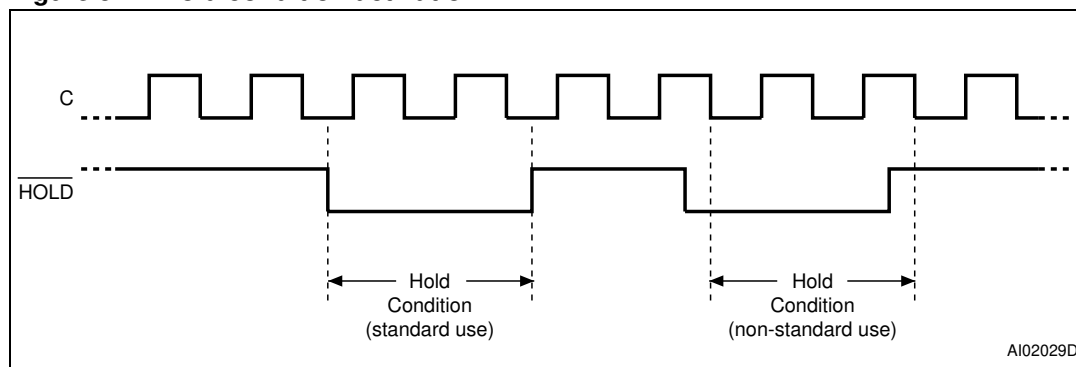 C
HOLD
Hold
Condition
(standard use)
Hold
Condition
(non-standard use)
AI02029D